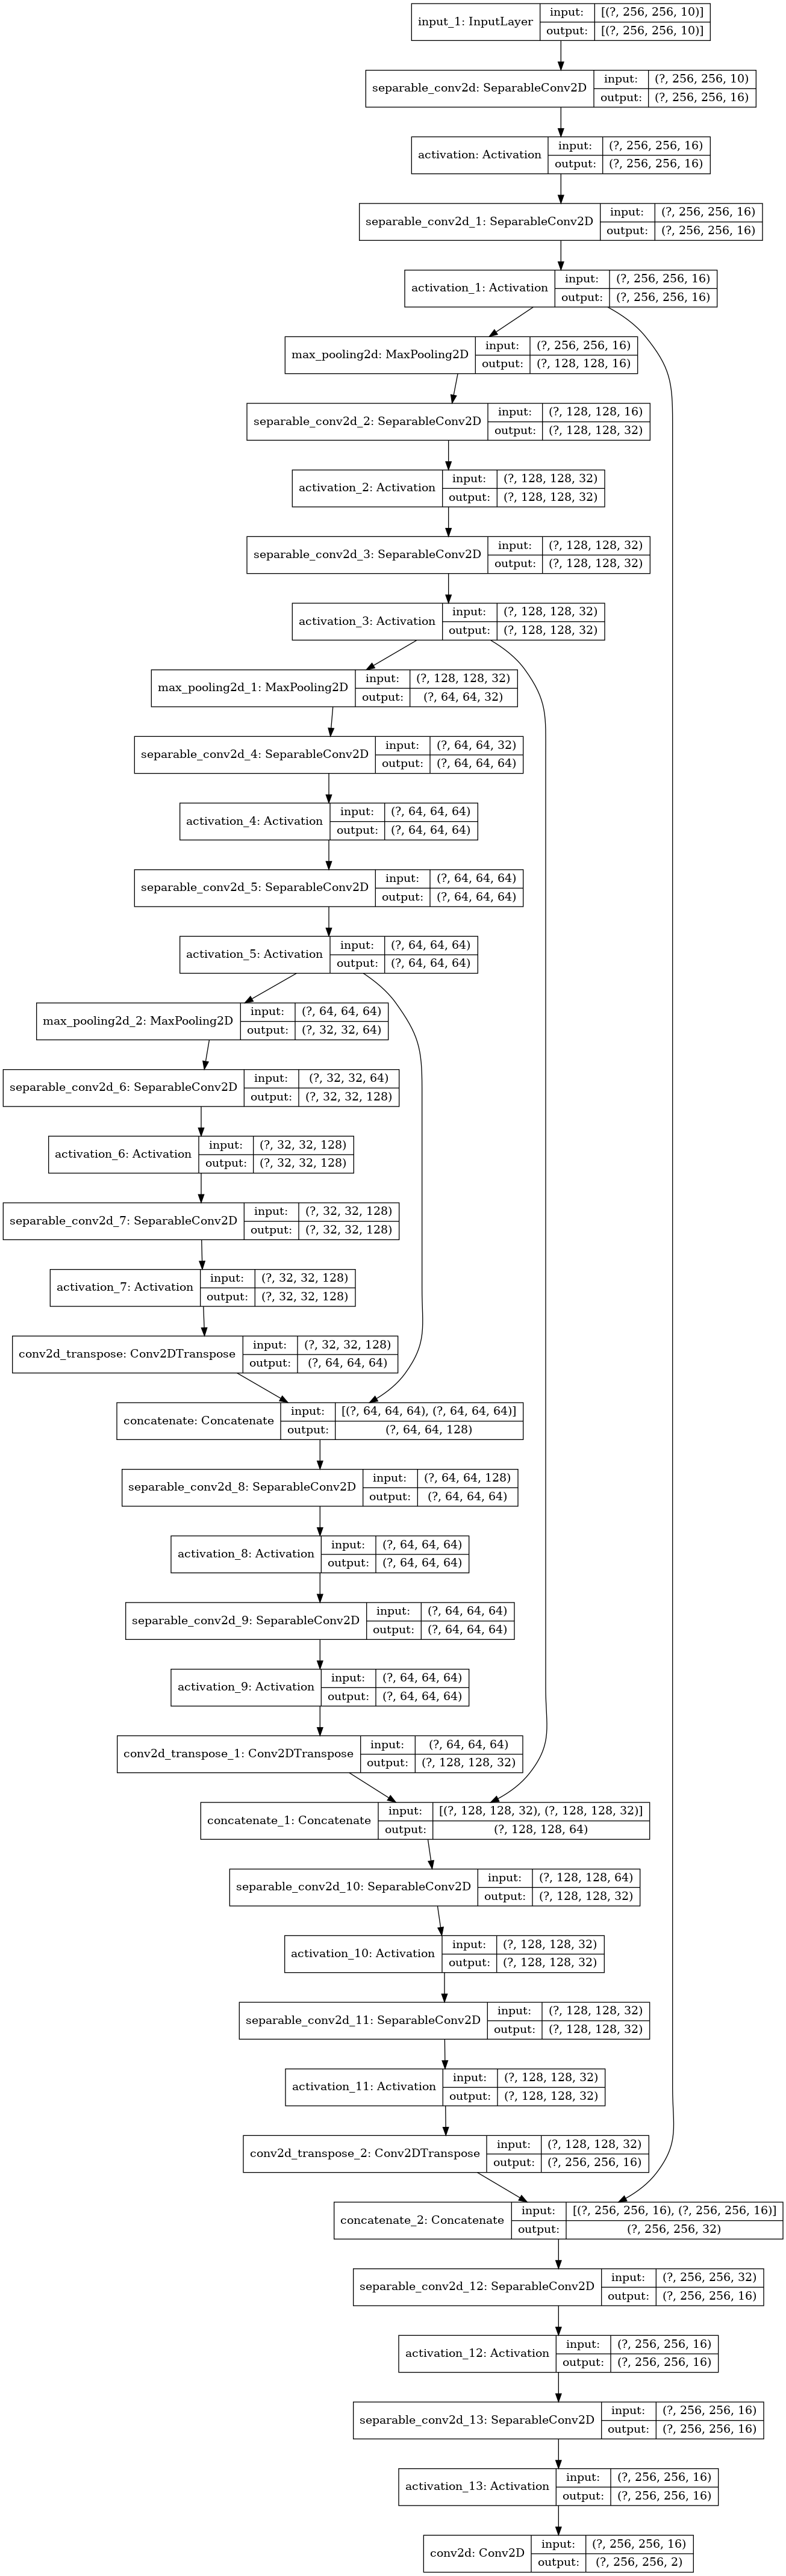 input_1: InputLayer
input: [(?, 256, 256, 10)]
output: [(?, 256, 256, 10)]
separable_conv2d: SeparableConv2D
input: (?, 256, 256, 10)
output: (?, 256, 256, 16)
activation: Activation
input: (?, 256, 256, 16)
output: (?, 256, 256, 16)
separable_conv2d_1: SeparableConv2D
input: (?, 256, 256, 16)
output: (?, 256, 256, 16)
activation_1: Activation
input: (?, 256, 256, 16)
output: (?, 256, 256, 16)
max_pooling2d: MaxPooling2D
input: (?, 256, 256, 16)
output: (?, 128, 128, 16)
separable_conv2d_2: SeparableConv2D
input: (?, 128, 128, 16)
output: (?, 128, 128, 32)
activation_2: Activation
input: (?, 128, 128, 32)
output: (?, 128, 128, 32)
separable_conv2d_3: SeparableConv2D
input: (?, 128, 128, 32)
output: (?, 128, 128, 32)
activation_3: Activation
input: (?, 128, 128, 32)
output: (?, 128, 128, 32)
max_pooling2d_1: MaxPooling2D
input: (?, 128, 128, 32)
output: (?, 64, 64, 32)
separable_conv2d_4: SeparableConv2D
input: (?, 64, 64, 32)
output: (?, 64, 64, 64)
activation_4: Activation
input: (?, 64, 64, 64)
output: (?, 64, 64, 64)
separable_conv2d_5: SeparableConv2D
input: (?, 64, 64, 64)
output: (?, 64, 64, 64)
activation_5: Activation
input: (?, 64, 64, 64)
output: (?, 64, 64, 64)
max_pooling2d_2: MaxPooling2D
input: (?, 64, 64, 64)
output: (?, 32, 32, 64)
separable_conv2d_6: SeparableConv2D
input: (?, 32, 32, 64)
output: (?, 32, 32, 128)
activation_6: Activation
input: (?, 32, 32, 128)
output: (?, 32, 32, 128)
separable_conv2d_7: SeparableConv2D
input: (?, 32, 32, 128)
output: (?, 32, 32, 128)
activation_7: Activation
input: (?, 32, 32, 128)
output: (?, 32, 32, 128)
conv2d_transpose: Conv2DTranspose
input: (?, 32, 32, 128)
output: (?, 64, 64, 64)
concatenate: Concatenate
input: [(?, 64, 64, 64), (?, 64, 64, 64)]
output: (?, 64, 64, 128)
separable_conv2d_8: SeparableConv2D
input: (?, 64, 64, 128)
output: (?, 64, 64, 64)
activation_8: Activation
input: (?, 64, 64, 64)
output: (?, 64, 64, 64)
separable_conv2d_9: SeparableConv2D
input: (?, 64, 64, 64)
output: (?, 64, 64, 64)
activation_9: Activation
input: (?, 64, 64, 64)
output: (?, 64, 64, 64)
conv2d_transpose_1: Conv2DTranspose
input: (?, 64, 64, 64)
output: (?, 128, 128, 32)
concatenate_1: Concatenate
input: [(?, 128, 128, 32), (?, 128, 128, 32)]
output: (?, 128, 128, 64)
separable_conv2d_10: SeparableConv2D
input: (?, 128, 128, 64)
output: (?, 128, 128, 32)
activation_10: Activation
input: (?, 128, 128, 32)
output: (?, 128, 128, 32)
separable_conv2d_11: SeparableConv2D
input: (?, 128, 128, 32)
output: (?, 128, 128, 32)
activation_11: Activation
input: (?, 128, 128, 32)
output: (?, 128, 128, 32)
conv2d_transpose_2: Conv2DTranspose
input: (?, 128, 128, 32)
output: (?, 256, 256, 16)
concatenate_2: Concatenate
input: [(?, 256, 256, 16), (?, 256, 256, 16)]
output: (?, 256, 256, 32)
separable_conv2d_12: SeparableConv2D
input: (?, 256, 256, 32)
output: (?, 256, 256, 16)
activation_12: Activation
input: (?, 256, 256, 16)
output: (?, 256, 256, 16)
separable_conv2d_13: SeparableConv2D
input: (?, 256, 256, 16)
output: (?, 256, 256, 16)
activation_13: Activation
input: (?, 256, 256, 16)
output: (?, 256, 256, 16)
conv2d: Conv2D
input: (?, 256, 256, 16)
output: (?, 256, 256, 2)